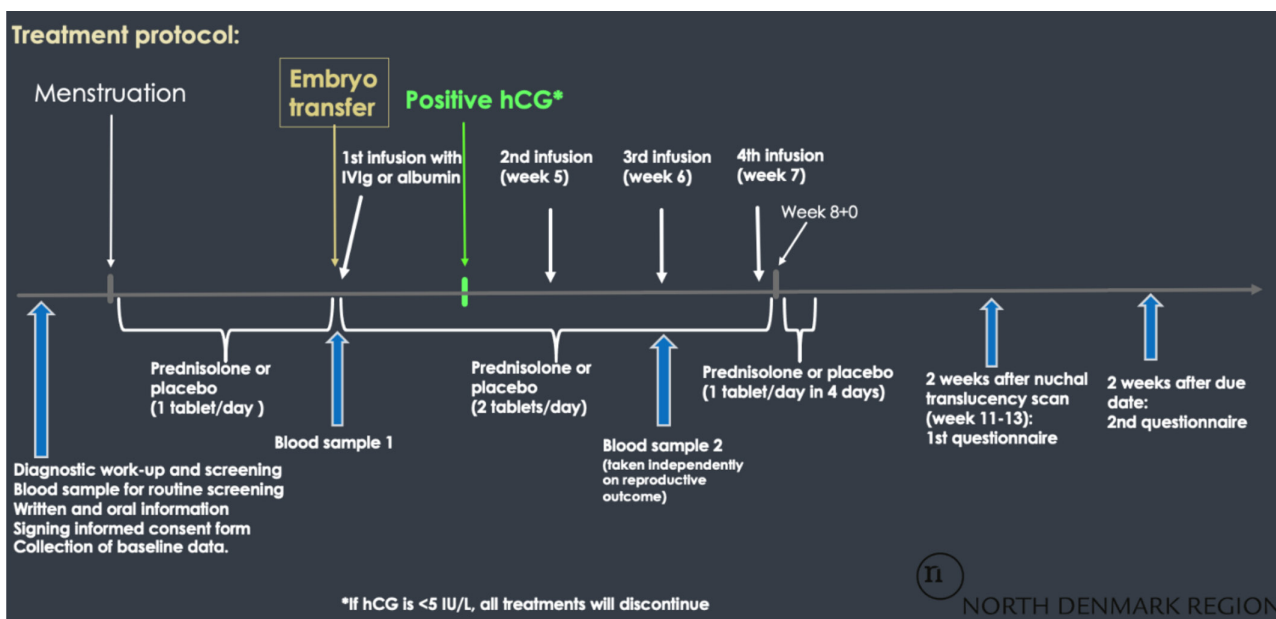 Treatment protocol:
Menstruation
Embryo
transfer
Positive hCG*
1st infusion with
IVIg or albumin
2nd infusion
(week 5)
3rd infusion
(week 6)
4th infusion
(week 7)
Week 8+0
Prednisolone or
placebo
(1 tablet/day )
Prednisolone or
placebo
(2 tablets/day)
Prednisolone or placebo
(1 tablet/day in 4 days)
2 weeks after nuchal
translucency scan
(week 11-13):
1st questionnaire
2 weeks after due
date:
2nd questionnaire
Blood sample 1
Blood sample 2
(taken independently
on reproductive
outcome)
Diagnostic work-up and screening
Blood sample for routine screening
Written and oral information
Signing informed consent form
Collection of baseline data.
*If hCG is <5 IU/L, all treatments will discontinue
n
NORTH DENMARK REGION